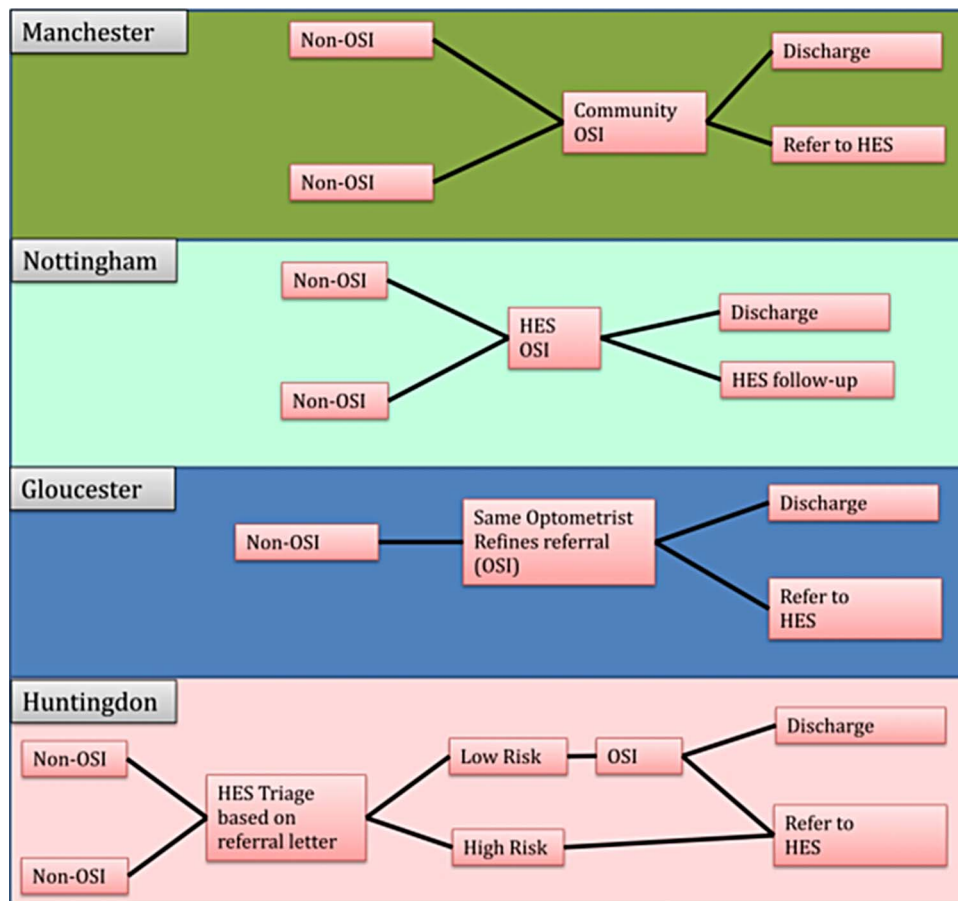 Manchester
Non-OSI
Non-OSI
Community
OSI
Discharge
Refer to HES
Nottingham
Non-OSI
Non-OSI
HES
OSI
Discharge
HES follow-up
Gloucester
Non-OSI
Same Optometrist
Refines referral
(OSI)
Discharge
Refer to
HES
Huntingdon
Non-OSI
Non-OSI
HES Triage
based on
referral letter
Low Risk
OSI
High Risk
Discharge
Refer to
HES